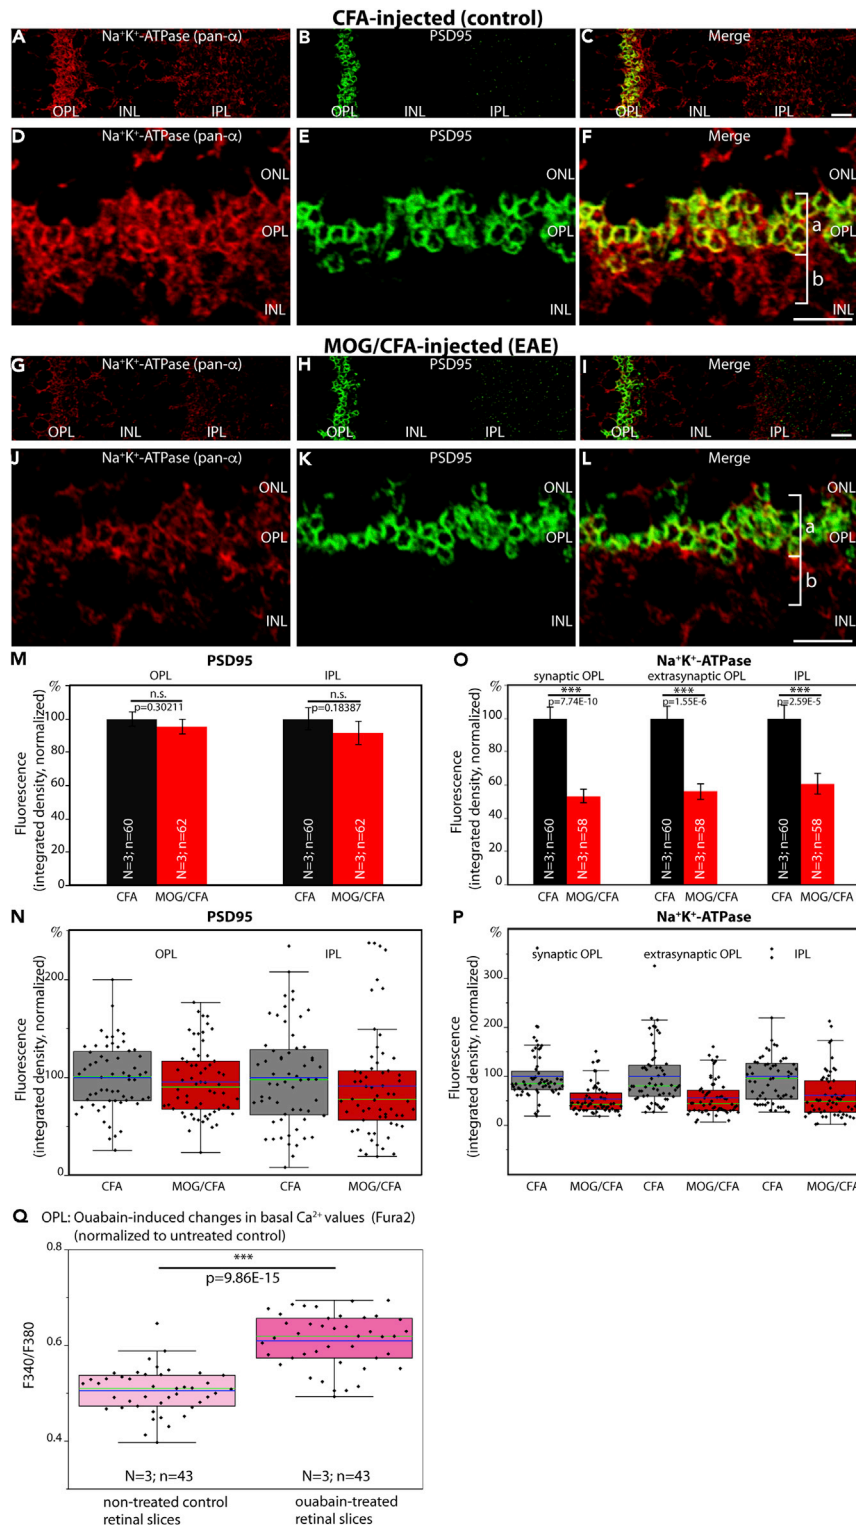 CFA-injected (control)
A Na⁺K⁺-ATPase (pan-α)
OPL INL IPL
B PSD95
OPL INL IPL
C Merge
OPL INL IPL
D Na⁺K⁺-ATPase (pan-α)
ONL
OPL
INL
E PSD95
ONL
OPL
INL
F Merge
ONL
a
OPL
b
INL
MOG/CFA-injected (EAE)
G Na⁺K⁺-ATPase (pan-α)
OPL INL IPL
H PSD95
OPL INL IPL
I Merge
OPL INL IPL
J Na⁺K⁺-ATPase (pan-α)
ONL
OPL
INL
K PSD95
ONL
OPL
INL
L Merge
ONL
a
OPL
b
INL
M PSD95
%
OPL IPL
n.s. n.s.
p=0.30211 p=0.18387
100
80
60
40
20
0
Fluorescence
(integrated density, normalized)
N=3; n=60
N=3; n=62
N=3; n=60
N=3; n=62
CFA MOG/CFA CFA MOG/CFA
O Na⁺K⁺-ATPase
%
synaptic OPL extrasynaptic OPL IPL
*** *** ***
p=7.74E-10 p=1.55E-6 p=2.59E-5
100
80
60
40
20
0
Fluorescence
(integrated density, normalized)
N=3; n=60
N=3; n=58
N=3; n=60
N=3; n=58
N=3; n=60
N=3; n=58
CFA MOG/CFA CFA MOG/CFA CFA MOG/CFA
N PSD95
%
OPL IPL
200
100
0
Fluorescence
(integrated density, normalized)
CFA MOG/CFA CFA MOG/CFA
P Na⁺K⁺-ATPase
%
synaptic OPL extrasynaptic OPL IPL
300
200
100
0
Fluorescence
(integrated density, normalized)
CFA MOG/CFA CFA MOG/CFA CFA MOG/CFA
Q OPL: Ouabain-induced changes in basal Ca²⁺ values (Fura2)
(normalized to untreated control)
0.8
0.6
0.4
F340/F380
***
p=9.86E-15
N=3; n=43 N=3; n=43
non-treated control
retinal slices
ouabain-treated
retinal slices